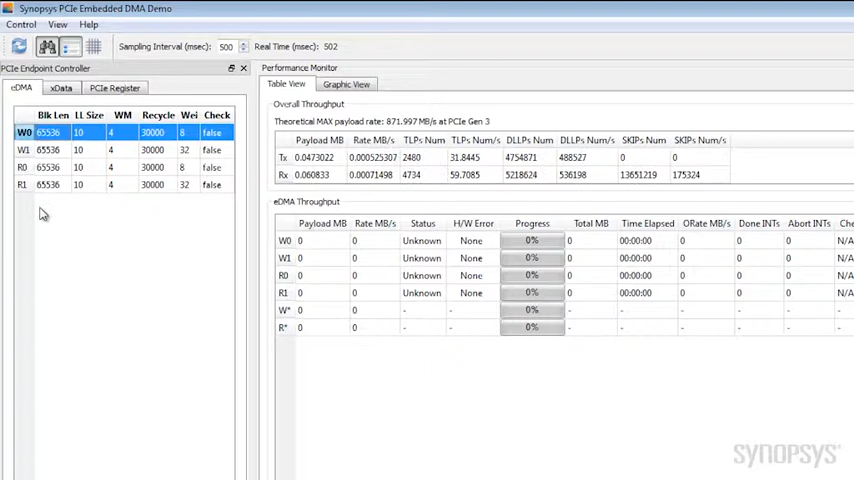 Synopsys PCIe Embedded DMA Demo
Control View Help
Sampling Interval (msec): 500 Real Time (msec): 502
PCIe Endpoint Controller
eDMA xData PCIe Register
Blk Len LL Size WM Recycle Wei Check
W0 65536 10 4 30000 8 false
W1 65536 10 4 30000 32 false
R0 65536 10 4 30000 8 false
R1 65536 10 4 30000 32 false
Performance Monitor
Table View Graphic View
Overall Throughput
Theoretical MAX payload rate: 871.997 MB/s at PCIe Gen 3
Payload MB Rate MB/s TLPs Num TLPs Num/s DLLPs Num DLLPs Num/s SKIPs Num SKIPs Num/s
Tx 0.0473022 0.000525307 2480 31.8445 4754871 488527 0 0
Rx 0.060833 0.00071498 4734 59.7085 5218624 536198 13651219 175324
eDMA Throughput
Payload MB Rate MB/s Status H/W Error Progress Total MB Time Elapsed ORate MB/s Done INTs Abort INTs Che
W0 0 0 Unknown None 0% 0 00:00:00 0 0 0 N/A
W1 0 0 Unknown None 0% 0 00:00:00 0 0 0 N/A
R0 0 0 Unknown None 0% 0 00:00:00 0 0 0 N/A
R1 0 0 Unknown None 0% 0 00:00:00 0 0 0 N/A
W* 0 0 - - 0% - - - - - -
R* 0 0 - - 0% - - - - - -
SYNOPSYS®